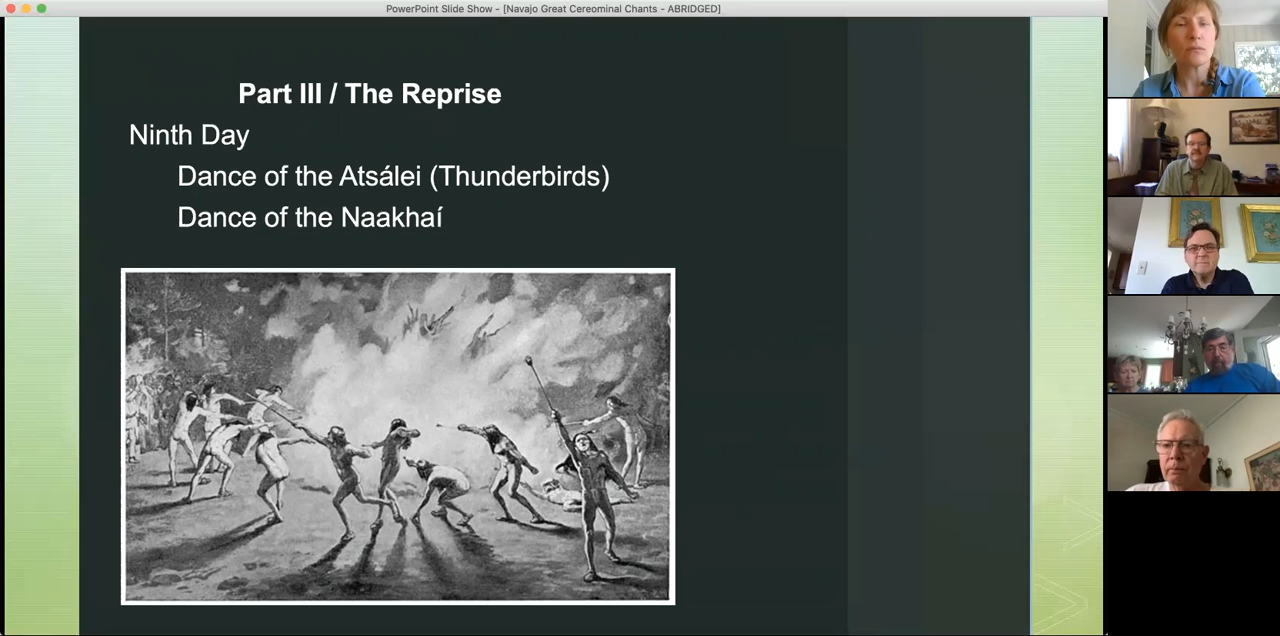 PowerPoint Slide Show - [Navajo Great Cereominal Chants - ABRIDGED]
Part III / The Reprise
Ninth Day
Dance of the Atsálei (Thunderbirds)
Dance of the Naakhaí